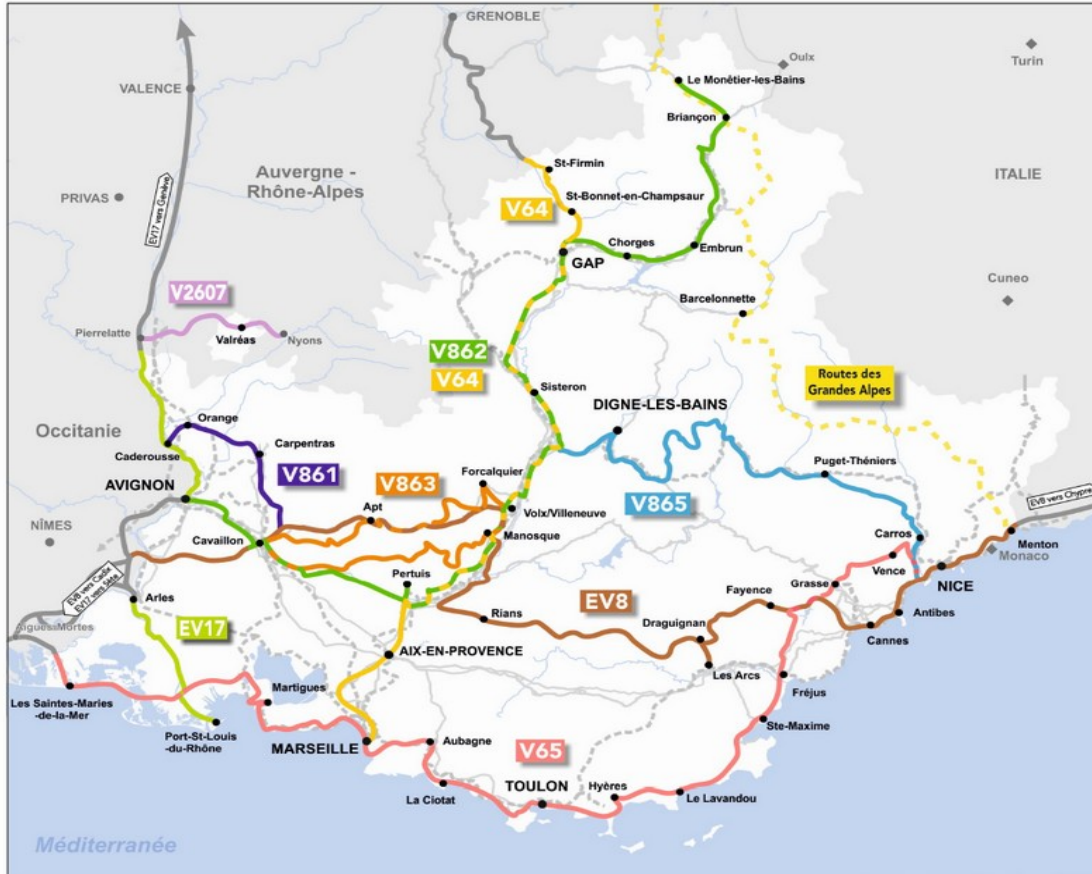 GRENOBLE
Oulx
Turin
VALENCE
Le Monêtier-les-Bains
Briançon
Auvergne -
Rhône-Alpes
St-Firmin
ITALIE
PRIVAS
EV17 vers Genève
V64
St-Bonnet-en-Champsaur
Chorges
Embrun
GAP
Cuneo
V2607
Barcelonnette
Pierrelatte
Valréas
Nyons
V862
V64
Sisteron
Routes des
Grandes Alpes
DIGNE-LES-BAINS
Occitanie
Orange
Caderousse
Carpentras
V861
V863
Forcalquier
Puget-Théniers
AVIGNON
V865
EV8 vers Chypre
NÎMES
Apt
Volx/Villeneuve
Cavaillon
Manosque
Carros
Menton
Monaco
Vence
NICE
Pertuis
Grasse
EV8 vers Cadix
EV17 vers Sète
Arles
Rians
EV8
Fayence
Antibes
Aigues-Mortes
EV17
Draguignan
Cannes
AIX-EN-PROVENCE
Les Arcs
Fréjus
Les Saintes-Maries
-de-la-Mer
Martigues
Ste-Maxime
Port-St-Louis
-du-Rhône
MARSEILLE
Aubagne
V65
La Ciotat
TOULON
Hyères
Le Lavandou
Méditerranée